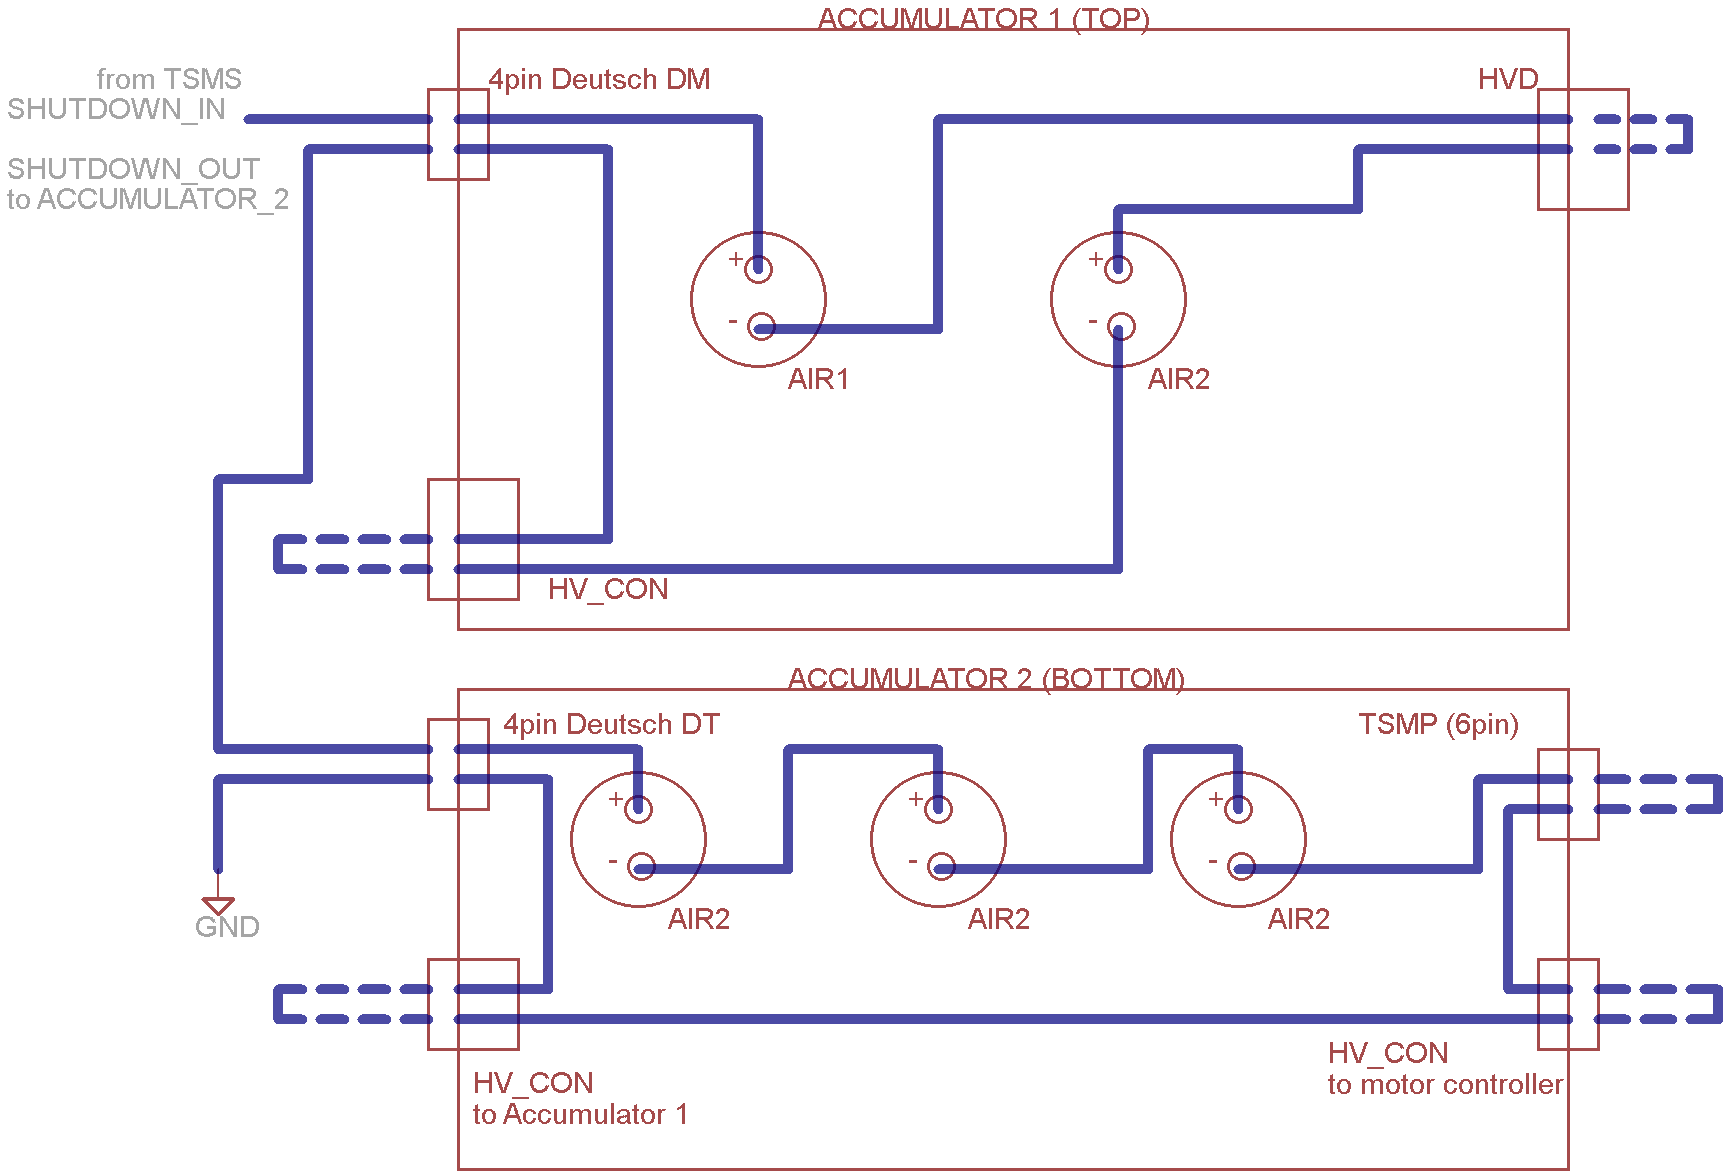 ACCUMULATOR 1 (TOP)
from TSMS
SHUTDOWN_IN
4pin Deutsch DM
HVD
SHUTDOWN_OUT
to ACCUMULATOR_2
+
-
AIR1
+
-
AIR2
HV_CON
ACCUMULATOR 2 (BOTTOM)
4pin Deutsch DT
TSMP (6pin)
+
-
AIR2
+
-
AIR2
+
-
AIR2
GND
HV_CON
to Accumulator 1
HV_CON
to motor controller